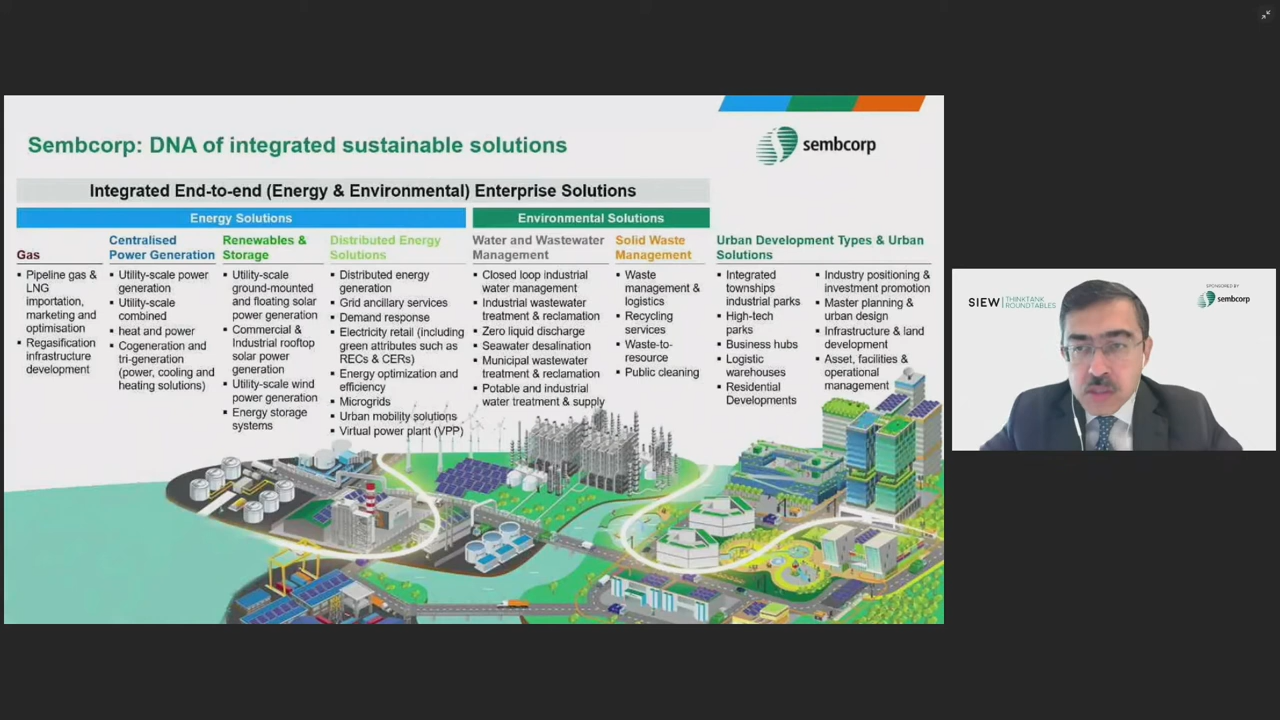 Sembcorp: DNA of integrated sustainable solutions
sembcorp
Integrated End-to-end (Energy & Environmental) Enterprise Solutions
Energy Solutions
Environmental Solutions
Gas
▪ Pipeline gas &
LNG
importation,
marketing and
optimisation
▪ Regasification
infrastructure
development
Centralised
Power Generation
▪ Utility-scale power
generation
▪ Utility-scale
combined
▪ heat and power
▪ Cogeneration and
tri-generation
(power, cooling and
heating solutions)
Renewables &
Storage
▪ Utility-scale
ground-mounted
and floating solar
power generation
▪ Commercial &
Industrial rooftop
solar power
generation
▪ Utility-scale wind
power generation
▪ Energy storage
systems
Distributed Energy
Solutions
▪ Distributed energy
generation
▪ Grid ancillary services
▪ Demand response
▪ Electricity retail (including
green attributes such as
RECs & CERs)
▪ Energy optimization and
efficiency
▪ Microgrids
▪ Urban mobility solutions
▪ Virtual power plant (VPP)
Water and Wastewater
Management
▪ Closed loop industrial
water management
▪ Industrial wastewater
treatment & reclamation
▪ Zero liquid discharge
▪ Seawater desalination
▪ Municipal wastewater
treatment & reclamation
▪ Potable and industrial
water treatment & supply
Solid Waste
Management
▪ Waste
management &
logistics
▪ Recycling
services
▪ Waste-to-
resource
▪ Public cleaning
Urban Development Types & Urban
Solutions
▪ Integrated
townships
industrial parks
▪ High-tech
parks
▪ Business hubs
▪ Logistic
warehouses
▪ Residential
Developments
▪ Industry positioning &
investment promotion
▪ Master planning &
urban design
▪ Infrastructure & land
development
▪ Asset, facilities &
operational
management
SIEW THINKTANK
ROUNDTABLES
SPONSORED BY
sembcorp